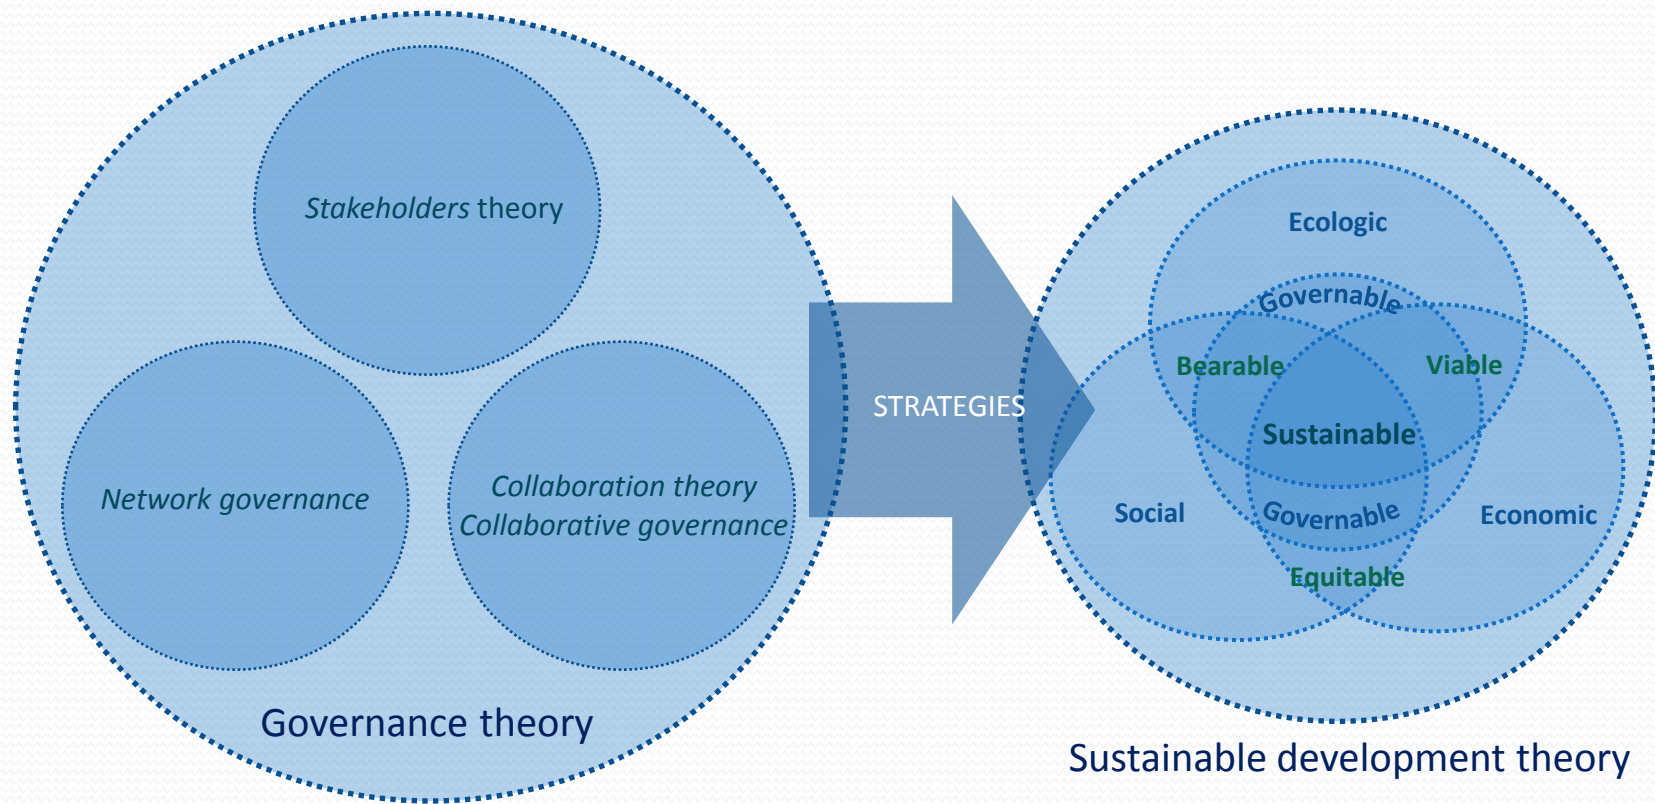 Stakeholders theory
Network governance
Collaboration theory
Collaborative governance
Governance theory
STRATEGIES
Ecologic
Governable
Bearable
Viable
Sustainable
Social
Governable
Economic
Equitable
Sustainable development theory